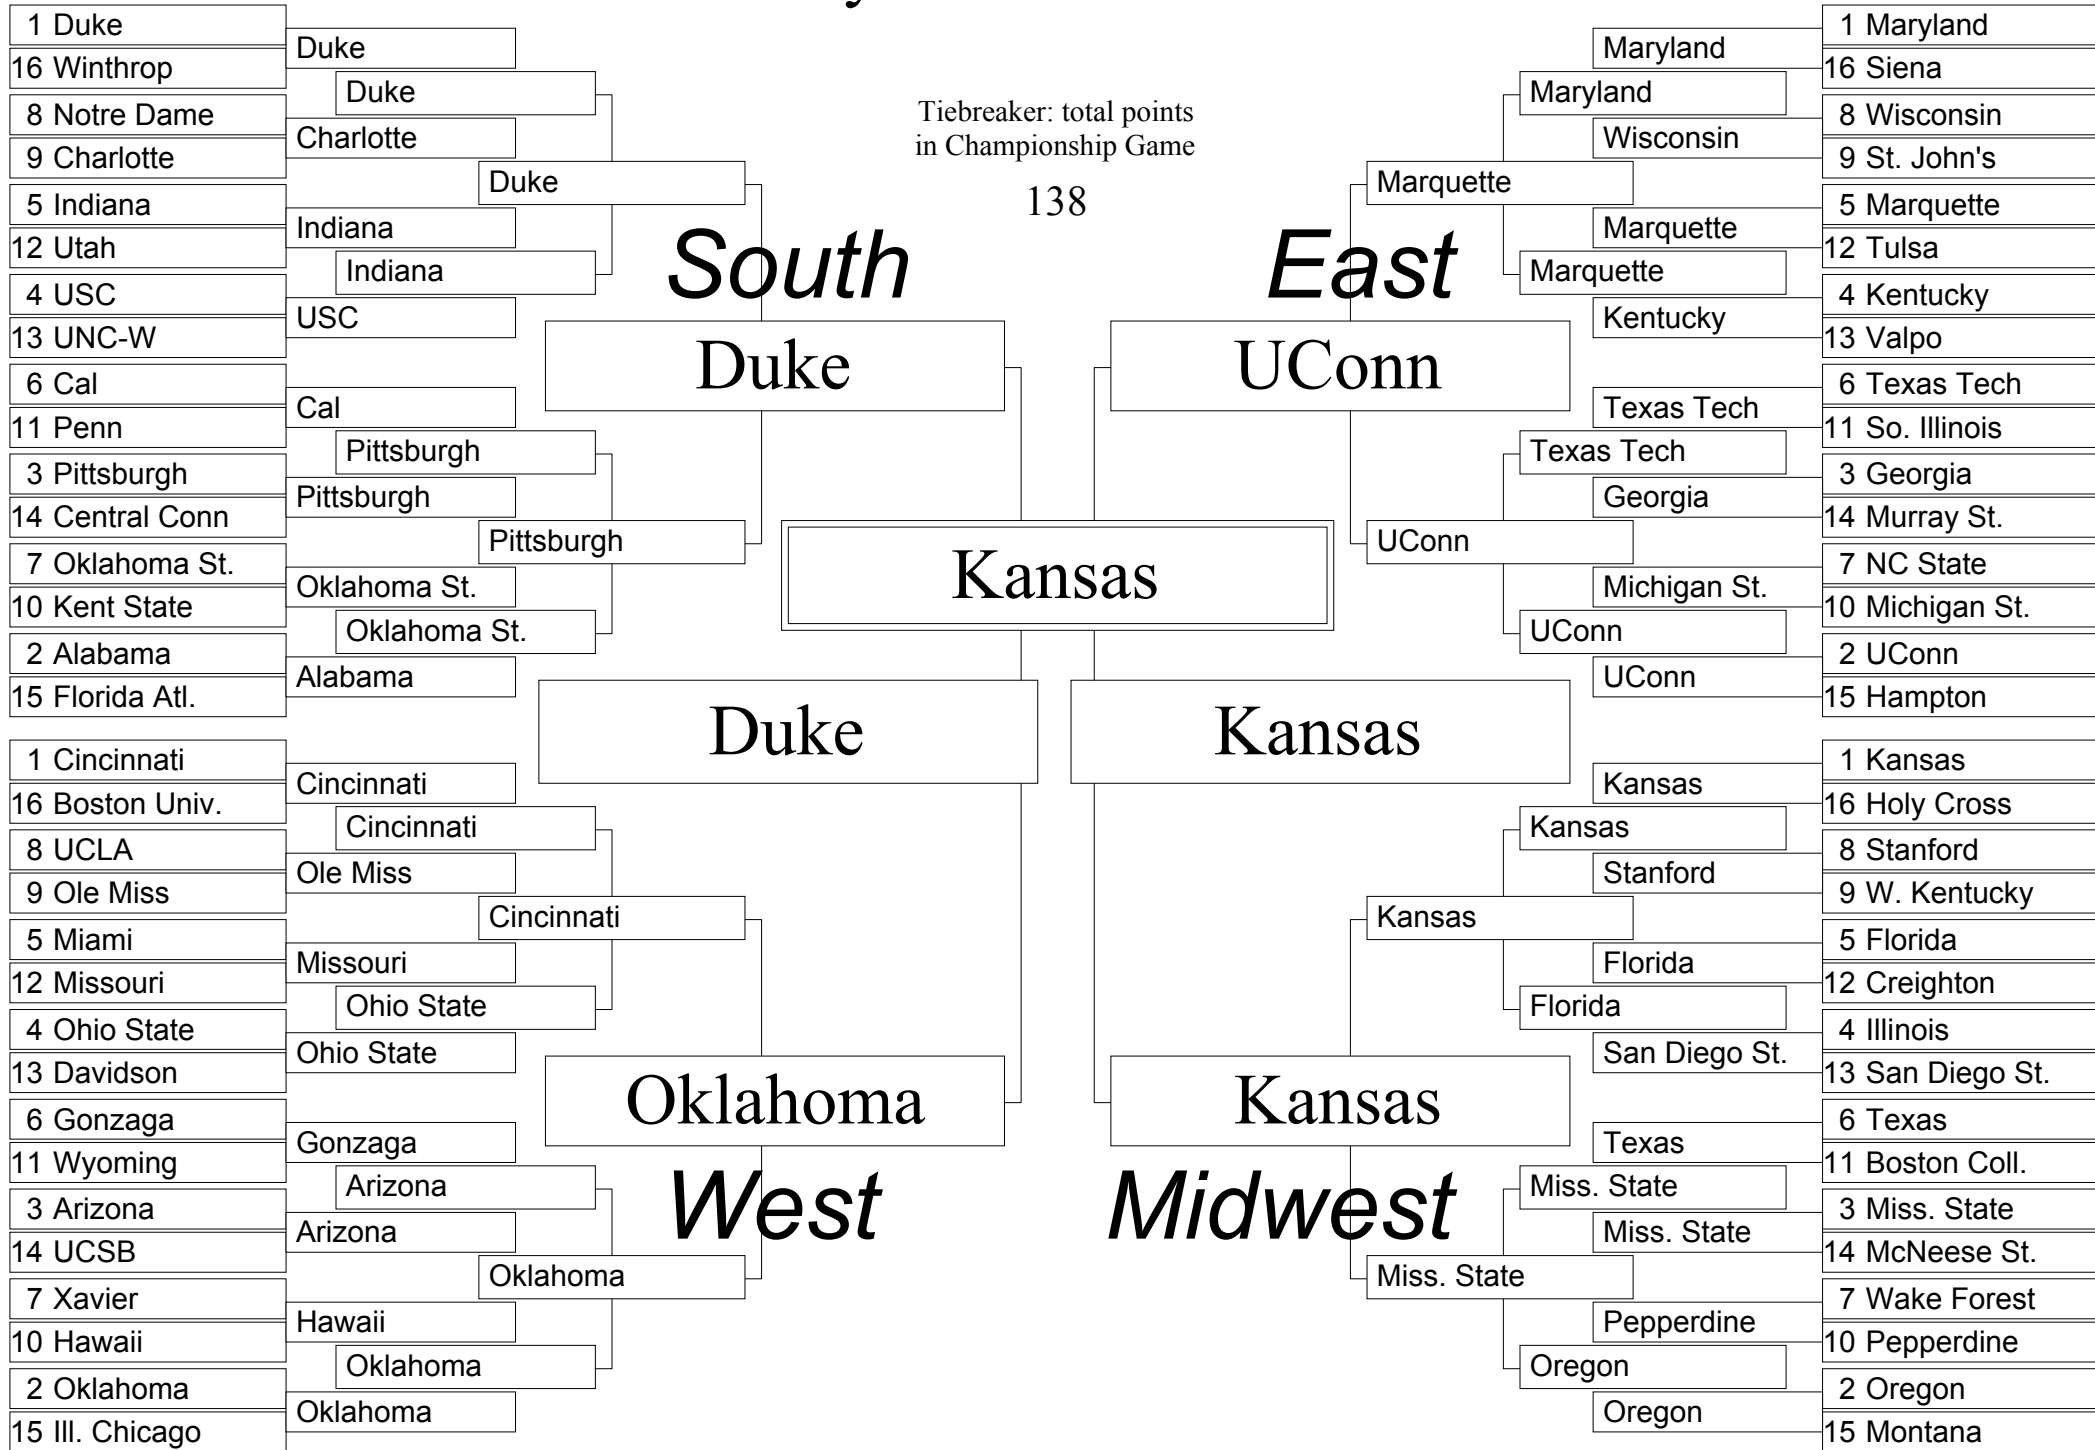 1 Duke
16 Winthrop
8 Notre Dame
9 Charlotte
5 Indiana
12 Utah
4 USC
13 UNC-W
6 Cal
11 Penn
3 Pittsburgh
14 Central Conn
7 Oklahoma St.
10 Kent State
2 Alabama
15 Florida Atl.
Duke
Charlotte
Indiana
USC
Cal
Pittsburgh
Oklahoma St.
Alabama
Duke
Indiana
Pittsburgh
Oklahoma St.
Duke
Pittsburgh
South
Duke
1 Cincinnati
16 Boston Univ.
8 UCLA
9 Ole Miss
5 Miami
12 Missouri
4 Ohio State
13 Davidson
6 Gonzaga
11 Wyoming
3 Arizona
14 UCSB
7 Xavier
10 Hawaii
2 Oklahoma
15 Ill. Chicago
Cincinnati
Ole Miss
Missouri
Ohio State
Gonzaga
Arizona
Hawaii
Oklahoma
Cincinnati
Ohio State
Arizona
Oklahoma
Cincinnati
Oklahoma
Oklahoma
West
Tiebreaker: total points
in Championship Game
138
Kansas
Duke
Kansas
East
UConn
Marquette
UConn
Maryland
Marquette
Texas Tech
UConn
Maryland
Wisconsin
Marquette
Kentucky
Texas Tech
Georgia
Michigan St.
UConn
1 Maryland
16 Siena
8 Wisconsin
9 St. John's
5 Marquette
12 Tulsa
4 Kentucky
13 Valpo
6 Texas Tech
11 So. Illinois
3 Georgia
14 Murray St.
7 NC State
10 Michigan St.
2 UConn
15 Hampton
Kansas
Midwest
Kansas
Miss. State
Kansas
Florida
Miss. State
Oregon
Kansas
Stanford
Florida
San Diego St.
Texas
Miss. State
Pepperdine
Oregon
1 Kansas
16 Holy Cross
8 Stanford
9 W. Kentucky
5 Florida
12 Creighton
4 Illinois
13 San Diego St.
6 Texas
11 Boston Coll.
3 Miss. State
14 McNeese St.
7 Wake Forest
10 Pepperdine
2 Oregon
15 Montana